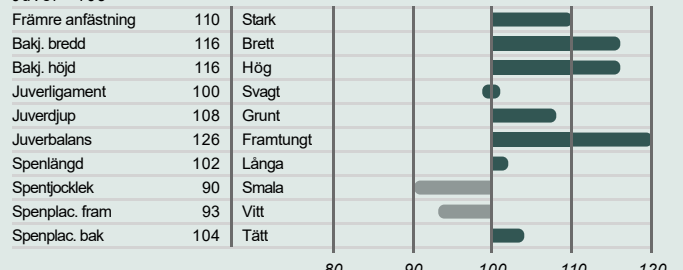 Främre anfästning 110 Stark
Bakj. bredd 116 Brett
Bakj. höjd 116 Hög
Juverligament 100 Svagt
Juverdjup 108 Grunt
Juverbalans 126 Framtungt
Spenlängd 102 Långa
Spentjocklek 90 Smala
Spenplac. fram 93 Vitt
Spenplac. bak 104 Tätt
80 90 100 110 120